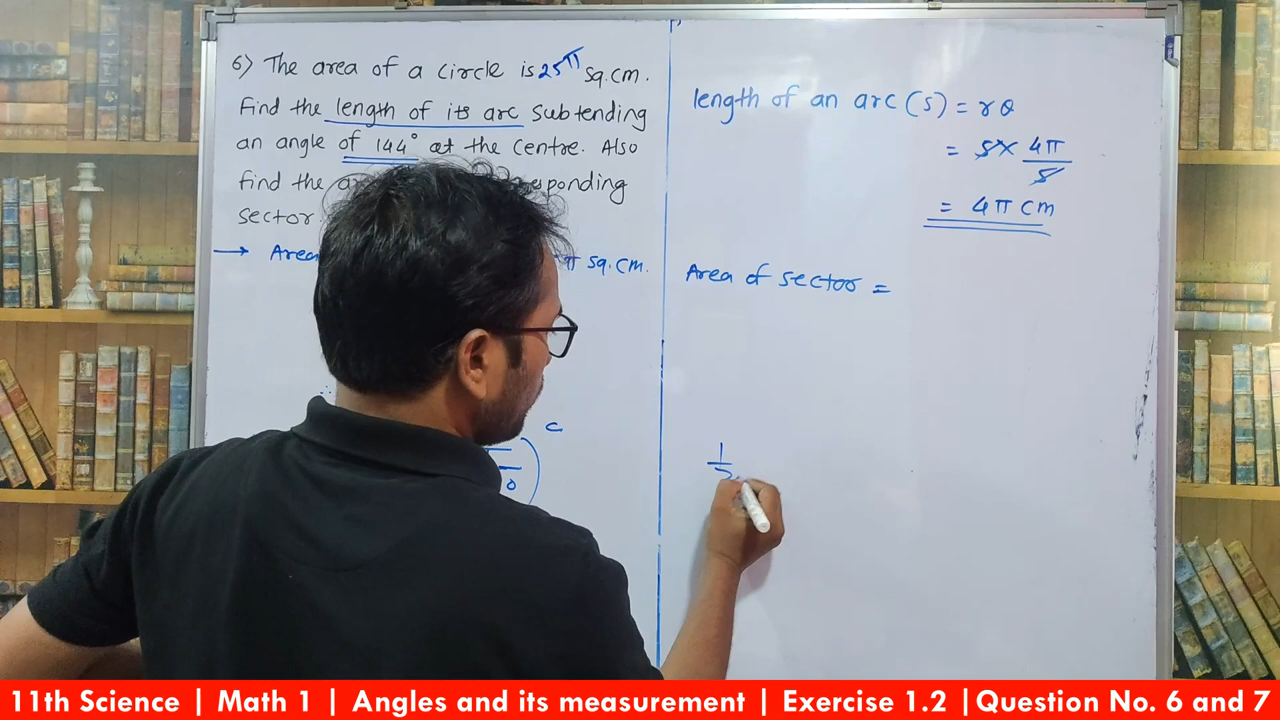 6) The area of a circle is 25π sq.cm.
Find the length of its arc subtending
an angle of 144° at the centre. Also
find the
sector
→ Area sq.cm.
c
length of an arc (s) = rθ
= 5 × 4π/5
= 4π cm
Area of sector =
1/2
11th Science | Math 1 | Angles and its measurement | Exercise 1.2 |Question No. 6 and 7